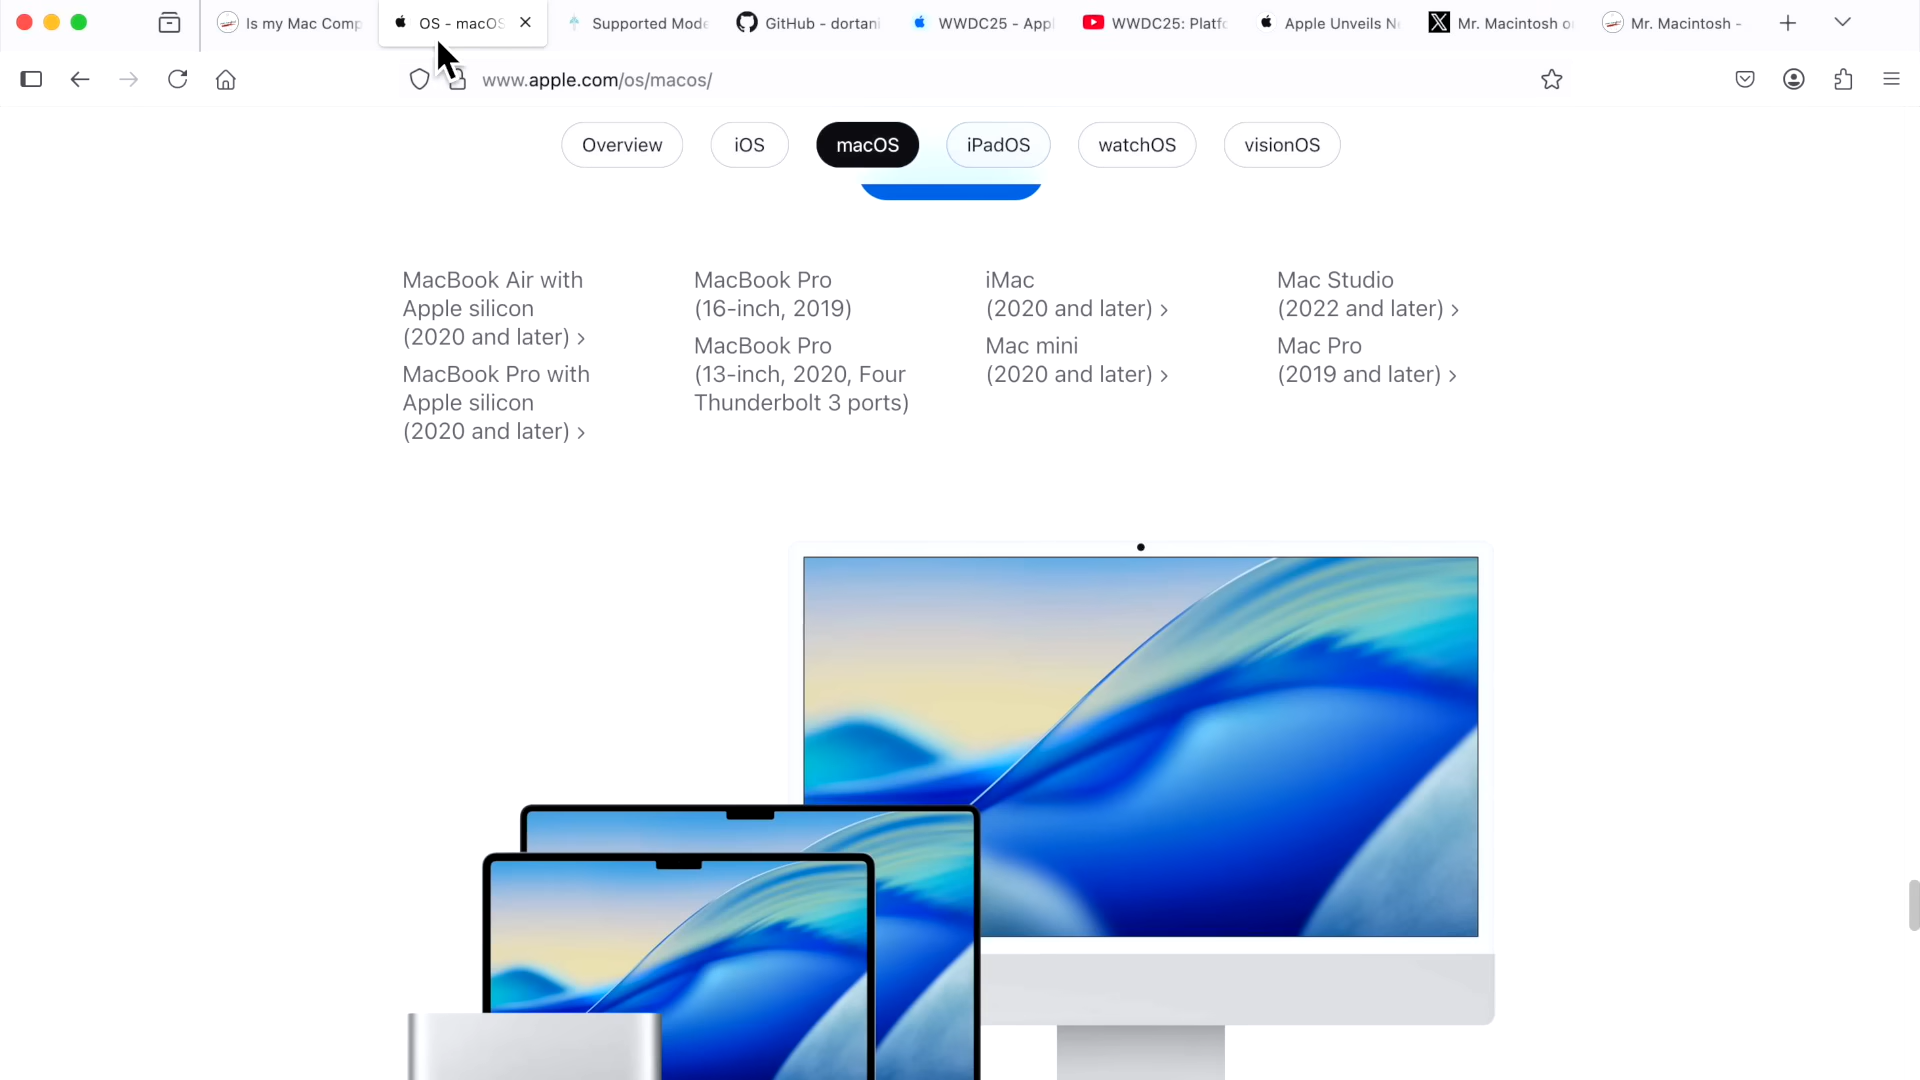 Is my Mac Comp
OS - macOS
Supported Mode
GitHub - dortani
WWDC25 - Appl
WWDC25: Platfo
Apple Unveils N
Mr. Macintosh o
Mr. Macintosh -
www.apple.com/os/macos/
Overview
iOS
macOS
iPadOS
watchOS
visionOS
MacBook Air with
Apple silicon
(2020 and later) ›
MacBook Pro with
Apple silicon
(2020 and later) ›
MacBook Pro
(16-inch, 2019)
MacBook Pro
(13-inch, 2020, Four
Thunderbolt 3 ports)
iMac
(2020 and later) ›
Mac mini
(2020 and later) ›
Mac Studio
(2022 and later) ›
Mac Pro
(2019 and later) ›